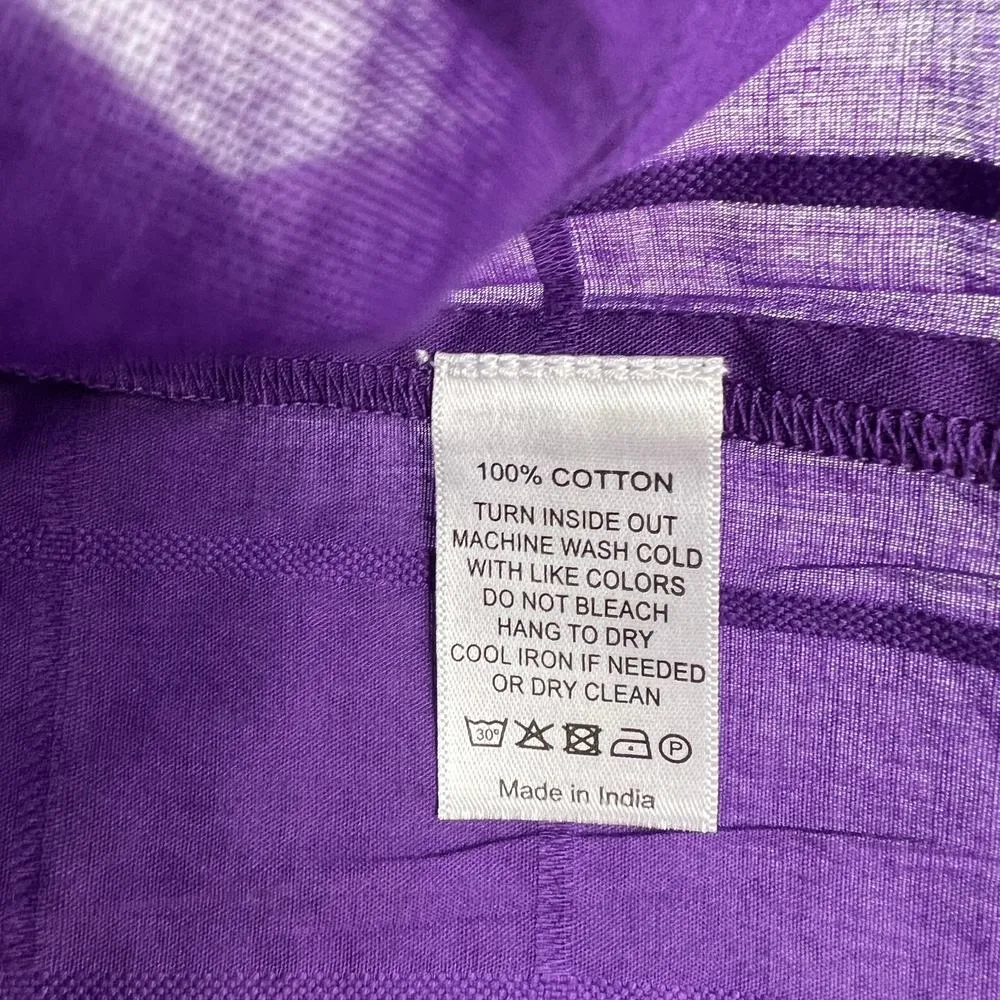 100% COTTON
TURN INSIDE OUT
MACHINE WASH COLD
WITH LIKE COLORS
DO NOT BLEACH
HANG TO DRY
COOL IRON IF NEEDED
OR DRY CLEAN
30° P
Made in India